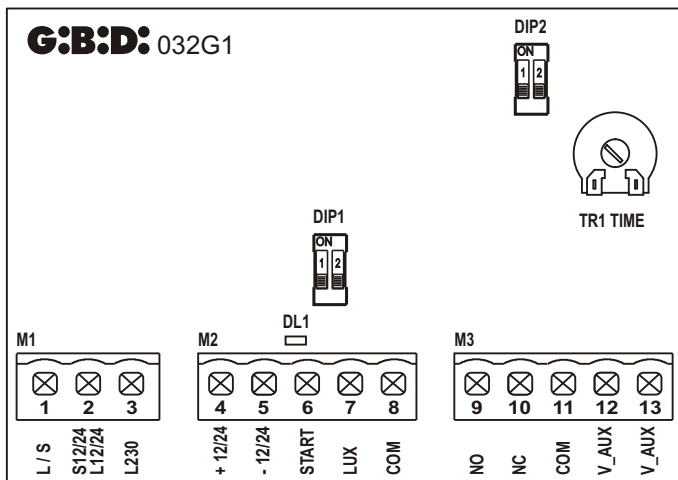 G:B:D: 032G1
DIP2
ON
1 2
TR1 TIME
DIP1
ON
1 2
DL1
M1
M2
M3
1 2 3
4 5 6 7 8
9 10 11 12 13
L / S
S12/24
L12/24
L230
+ 12/24
- 12/24
START
LUX
COM
NO
NC
COM
V_AUX
V_AUX